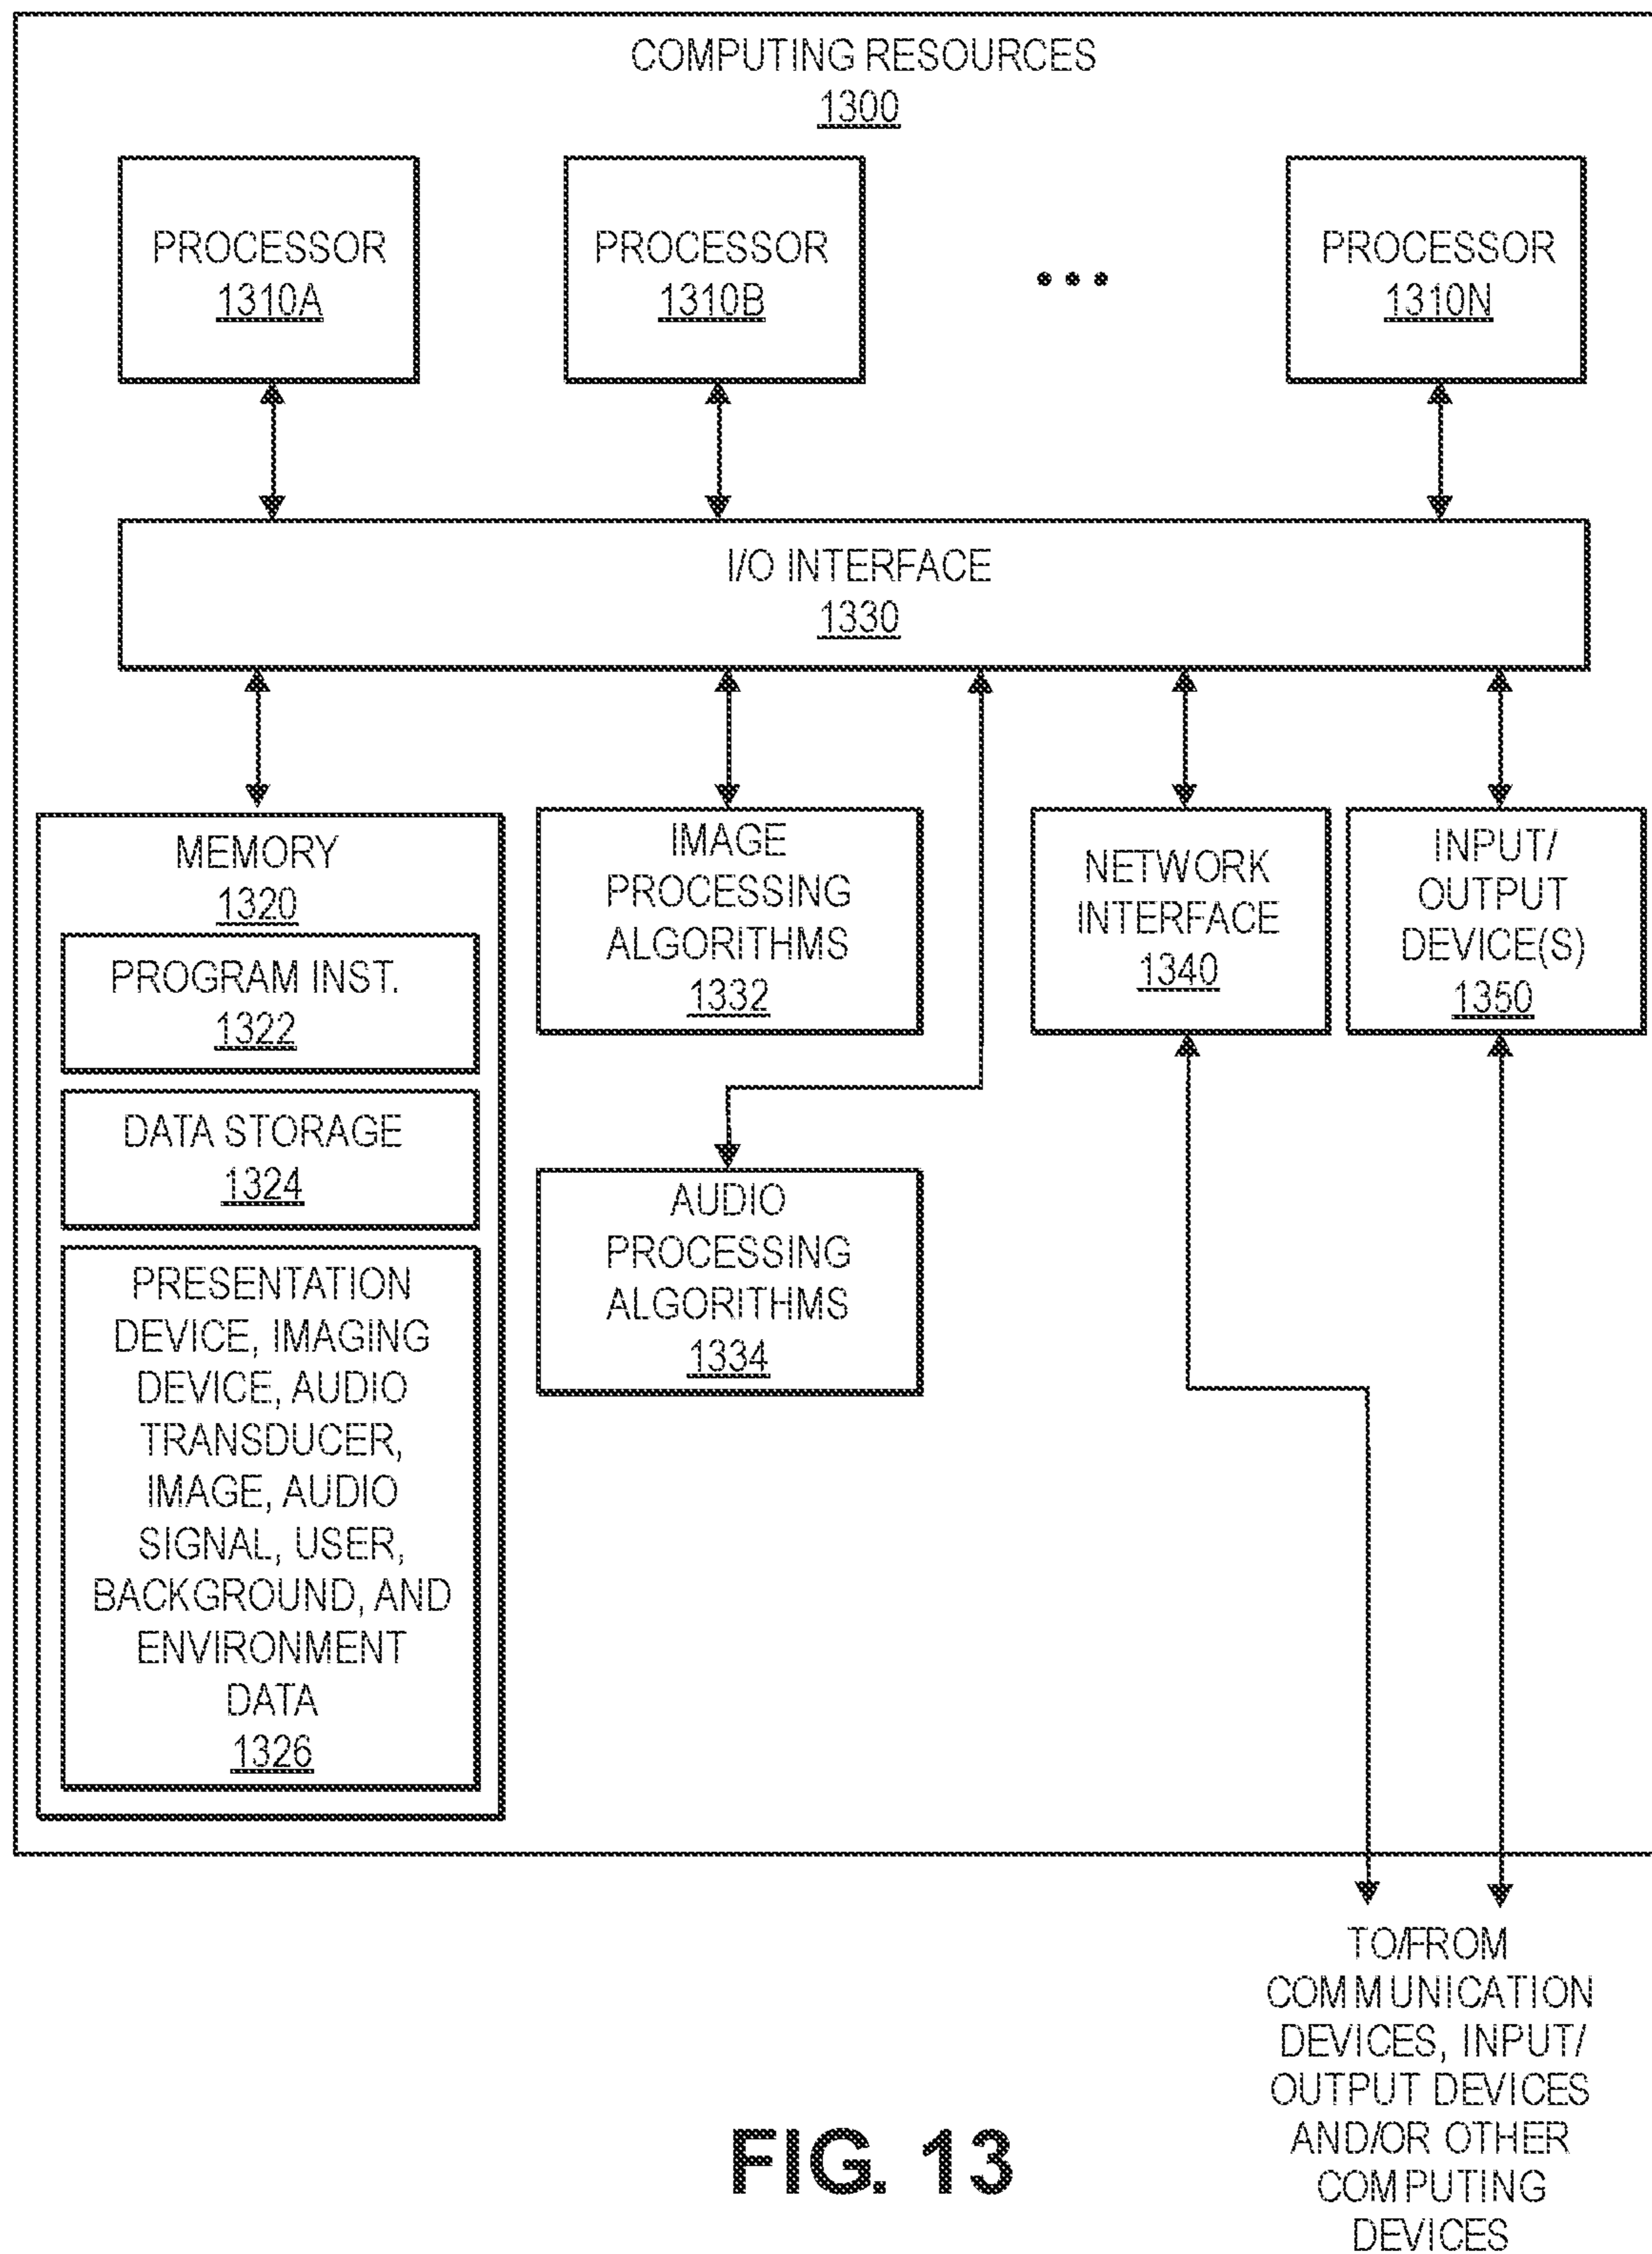 COMPUTING RESOURCES
1300
PROCESSOR
1310A
PROCESSOR
1310B
PROCESSOR
1310N
I/O INTERFACE
1330
MEMORY
1320
PROGRAM INST.
1322
DATA STORAGE
1324
PRESENTATION
DEVICE, IMAGING
DEVICE, AUDIO
TRANSDUCER,
IMAGE, AUDIO
SIGNAL, USER,
BACKGROUND, AND
ENVIRONMENT
DATA
1326
IMAGE
PROCESSING
ALGORITHMS
1332
AUDIO
PROCESSING
ALGORITHMS
1334
NETWORK
INTERFACE
1340
INPUT/
OUTPUT
DEVICE(S)
1350
TO/FROM
COMMUNICATION
DEVICES, INPUT/
OUTPUT DEVICES
AND/OR OTHER
COMPUTING
DEVICES
FIG. 13